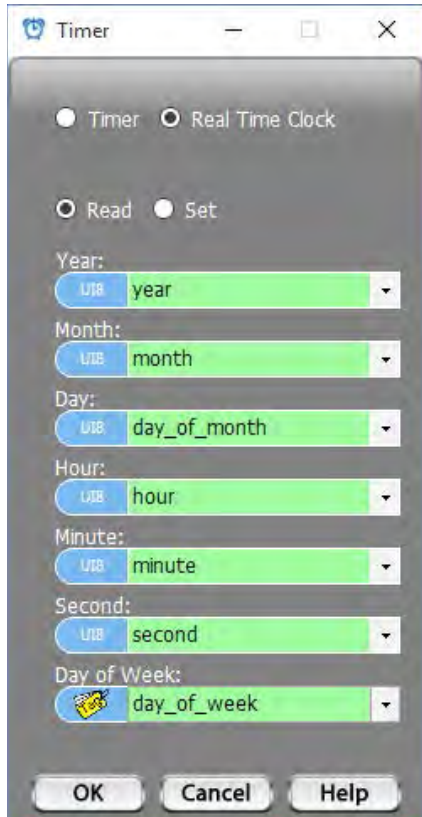 Timer
Timer Real Time Clock
Read Set
Year:
UI8 year
Month:
UI8 month
Day:
UI8 day_of_month
Hour:
UI8 hour
Minute:
UI8 minute
Second:
UI8 second
Day of Week:
day_of_week
OK Cancel Help